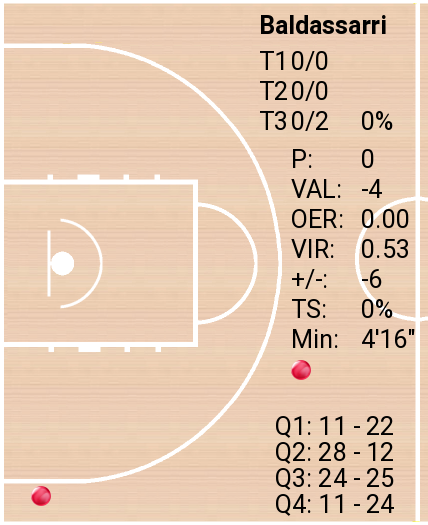 Baldassarri
T1 0/0
T2 0/0
T3 0/2 0%
P: 0
VAL: -4
OER: 0.00
VIR: 0.53
+/-: -6
TS: 0%
Min: 4'16"
Q1: 11 - 22
Q2: 28 - 12
Q3: 24 - 25
Q4: 11 - 24